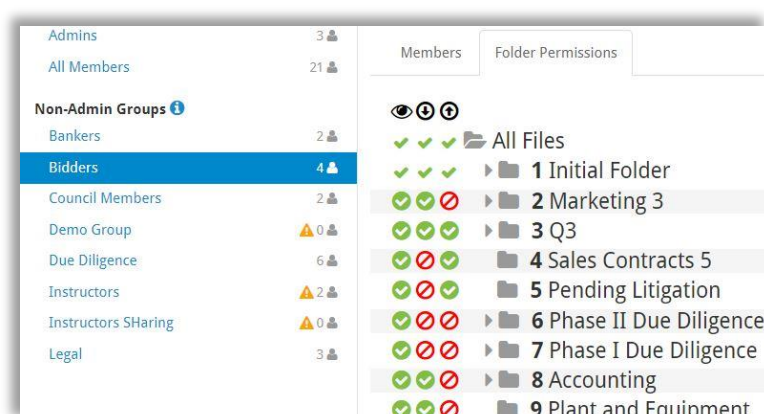 Admins 3
All Members 21
Non-Admin Groups
Bankers 2
Bidders 4
Council Members 2
Demo Group 0
Due Diligence 6
Instructors 2
Instructors SHaring 0
Legal 3
Members Folder Permissions
All Files
1 Initial Folder
2 Marketing 3
3 Q3
4 Sales Contracts 5
5 Pending Litigation
6 Phase II Due Diligence
7 Phase I Due Diligence
8 Accounting
9 Plant and Equipment